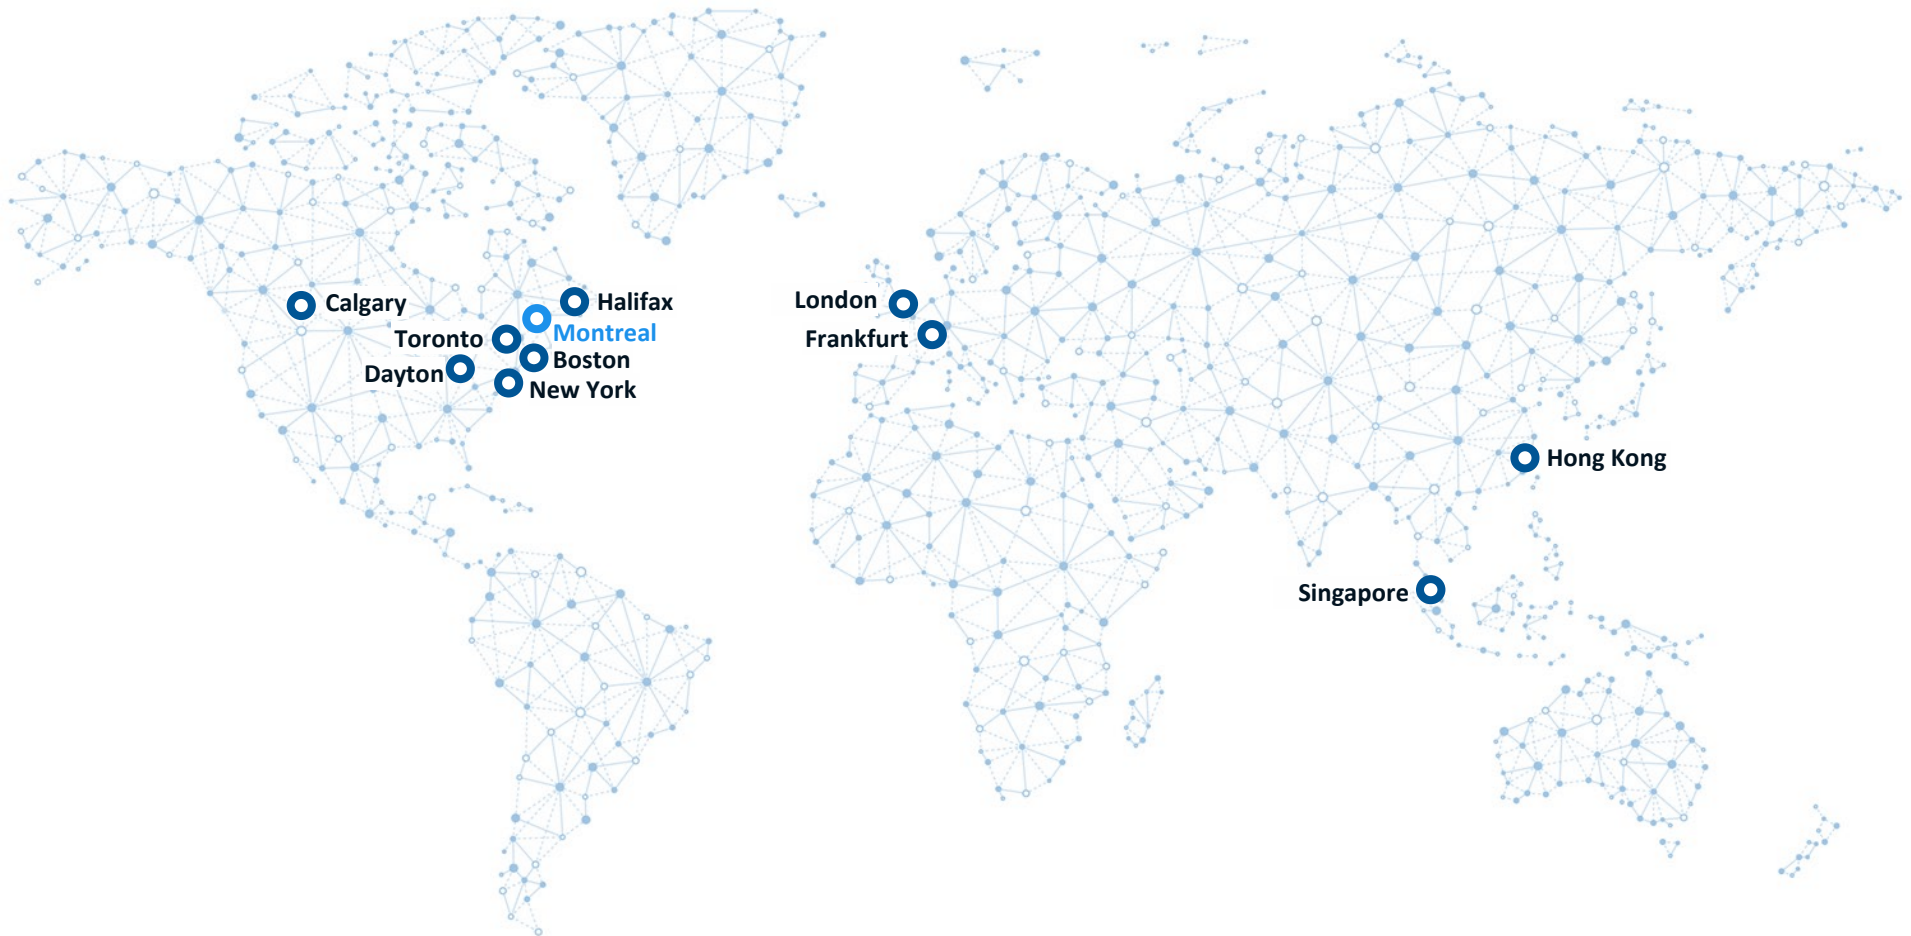 Calgary
Halifax
Montreal
Toronto
Boston
Dayton
New York
London
Frankfurt
Hong Kong
Singapore